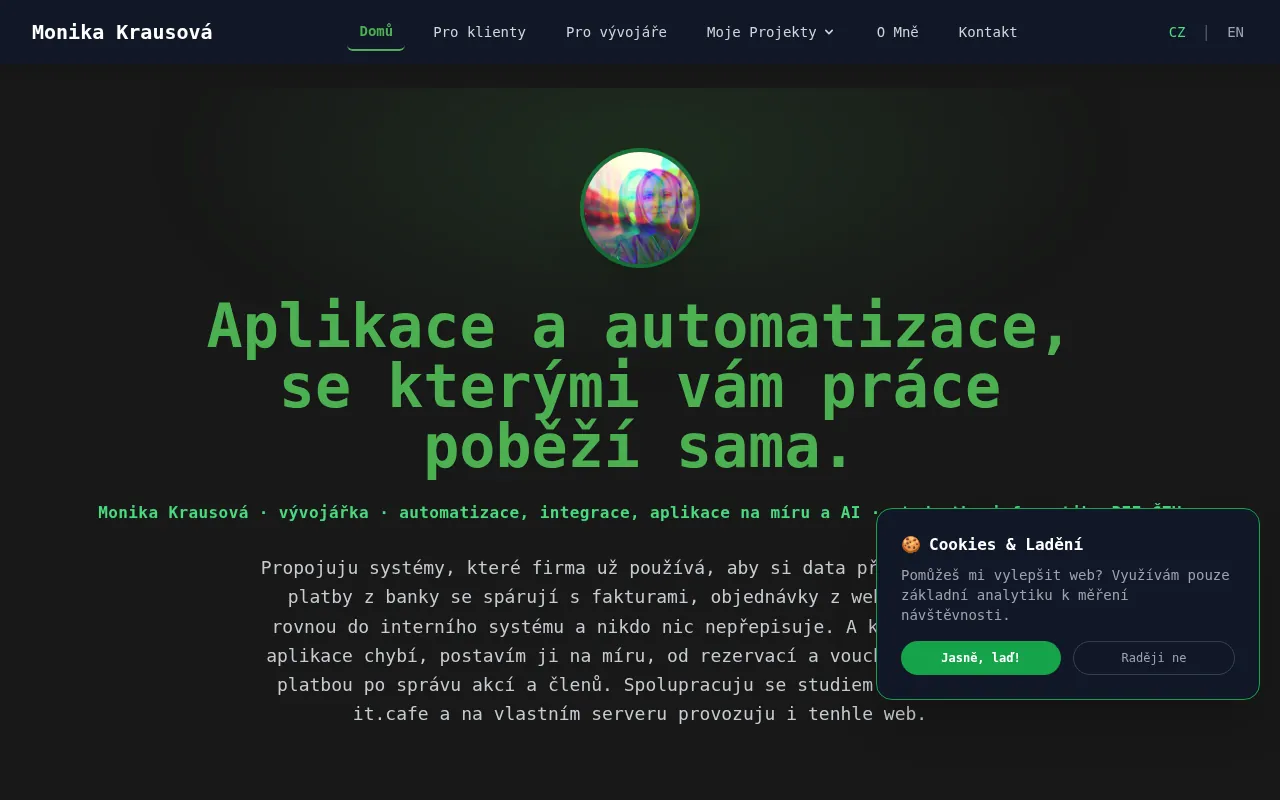 Monika Krausová
Domů
Pro klienty
Pro vývojáře
Moje Projekty
O Mně
Kontakt
CZ | EN
Aplikace a automatizace,
se kterými vám práce
poběží sama.
Monika Krausová · vývojářka · automatizace, integrace, aplikace na míru a AI ·
Propojuju systémy, které firma už používá, aby si data
platby z banky se spárují s fakturami, objednávky z
rovnou do interního systému a nikdo nic nepřepisuje. A
aplikace chybí, postavím ji na míru, od rezervací a
platbou po správu akcí a členů. Spolupracuju se studiem
it.cafe a na vlastním serveru provozuju i tenhle web.
🍪 Cookies & Ladění
Pomůžeš mi vylepšit web? Využívám pouze
základní analytiku k měření
návštěvnosti.
Jasně, laď!
Raději ne